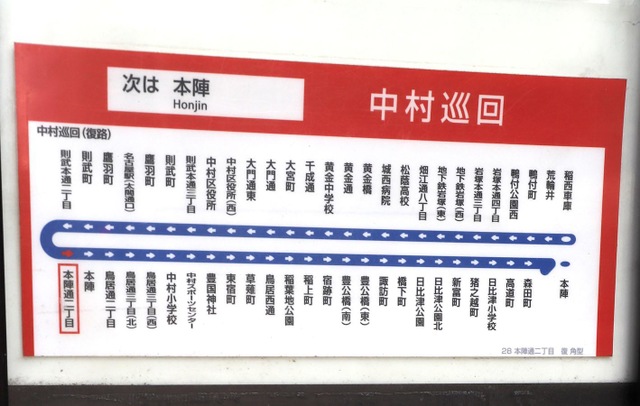 次は 本陣
Honjin
中村巡回
中村巡回(復路)
則武本通二丁目
則武町
鷹羽町
名古屋駅(太閤通口)
鷹羽町
則武町
則武本通三丁目
中村区役所
中村区役所(西)
大門通東
大門通
大宮町
千成通
黄金中学校
黄金通
黄金橋
城西病院
松蔭高校
畑江通八丁目
地下鉄岩塚(東)
地下鉄岩塚(西)
岩塚本通三丁目
岩塚本通四丁目
鴨付公園西
鴨付町
荒輪井
稲西車庫
本陣通二丁目
本陣
鳥居通二丁目
鳥居通三丁目(北)
鳥居通三丁目(西)
中村小学校
中村スポーツセンター
豊国神社
東宿町
草薙町
鳥居西通
稲葉地公園
稲上町
宿跡町
豊公橋(南)
豊公橋(東)
諏訪町
橋下町
日比津公園
日比津公園北
新富町
猪之越町
日比津小学校
高道町
森田町
本陣
2B 本陣通二丁目 復 角型